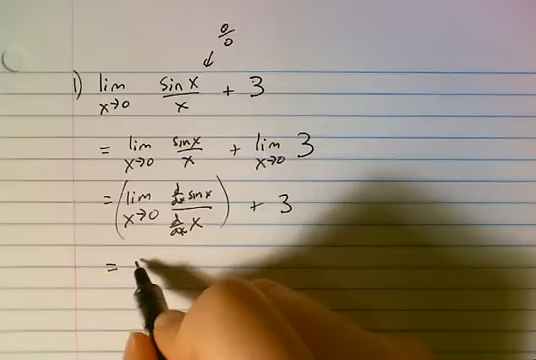 0/0
↓
1) lim x→0 sin x / x + 3
= lim x→0 sin x / x + lim x→0 3
= ( lim x→0 d/dx sin x / d/dx x ) + 3
=